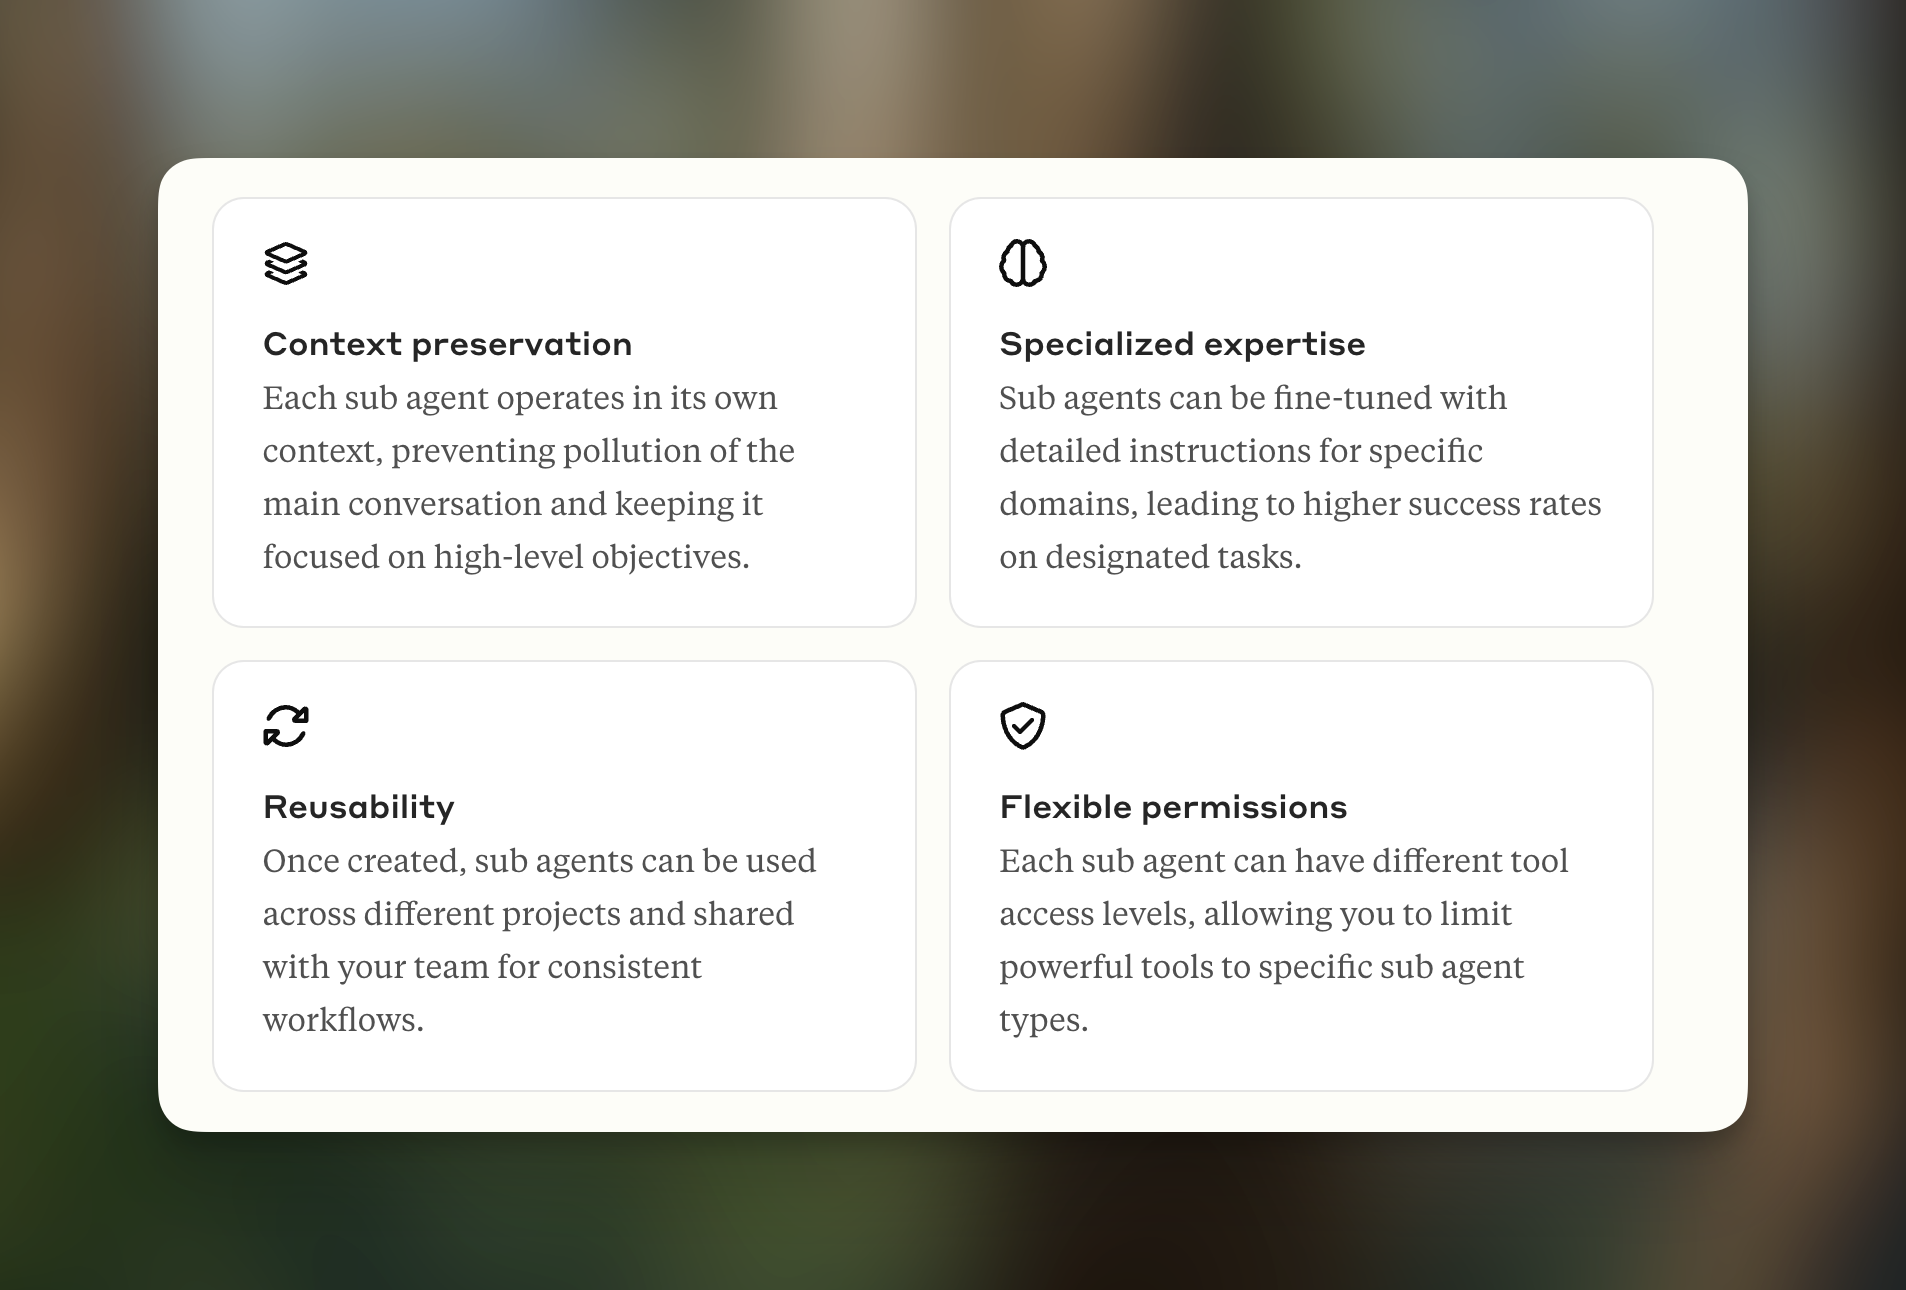 Context preservation
Each sub agent operates in its own
context, preventing pollution of the
main conversation and keeping it
focused on high-level objectives.
Specialized expertise
Sub agents can be fine-tuned with
detailed instructions for specific
domains, leading to higher success rates
on designated tasks.
Reusability
Once created, sub agents can be used
across different projects and shared
with your team for consistent
workflows.
Flexible permissions
Each sub agent can have different tool
access levels, allowing you to limit
powerful tools to specific sub agent
types.